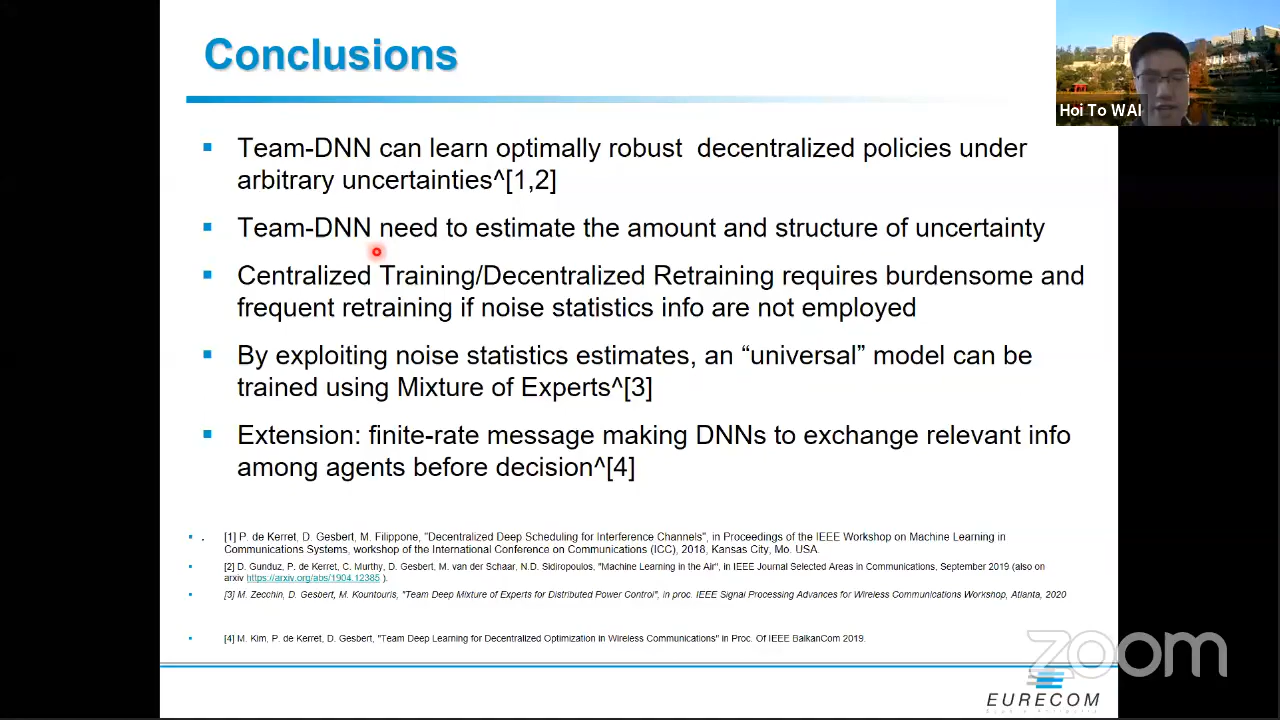 Conclusions
Hoi To WAI
Team-DNN can learn optimally robust decentralized policies under
arbitrary uncertainties^[1,2]
Team-DNN need to estimate the amount and structure of uncertainty
Centralized Training/Decentralized Retraining requires burdensome and
frequent retraining if noise statistics info are not employed
By exploiting noise statistics estimates, an “universal” model can be
trained using Mixture of Experts^[3]
Extension: finite-rate message making DNNs to exchange relevant info
among agents before decision^[4]
. [1] P. de Kerret, D. Gesbert, M. Filippone, "Decentralized Deep Scheduling for Interference Channels", in Proceedings of the IEEE Workshop on Machine Learning in
Communications Systems, workshop of the International Conference on Communications (ICC), 2018, Kansas City, Mo. USA.
[2] D. Gunduz, P. de Kerret, C. Murthy, D. Gesbert, M. van der Schaar, N.D. Sidiropoulos, "Machine Learning in the Air", in IEEE Journal Selected Areas in Communications, September 2019 (also on
arxiv https://arxiv.org/abs/1904.12385 ).
[3] M. Zecchin, D. Gesbert, M. Kountouris, "Team Deep Mixture of Experts for Distributed Power Control", in proc. IEEE Signal Processing Advances for Wireless Communications Workshop, Atlanta, 2020
[4] M. Kim, P. de Kerret, D. Gesbert, "Team Deep Learning for Decentralized Optimization in Wireless Communications" in Proc. Of IEEE BalkanCom 2019.
zoom
EURECOM